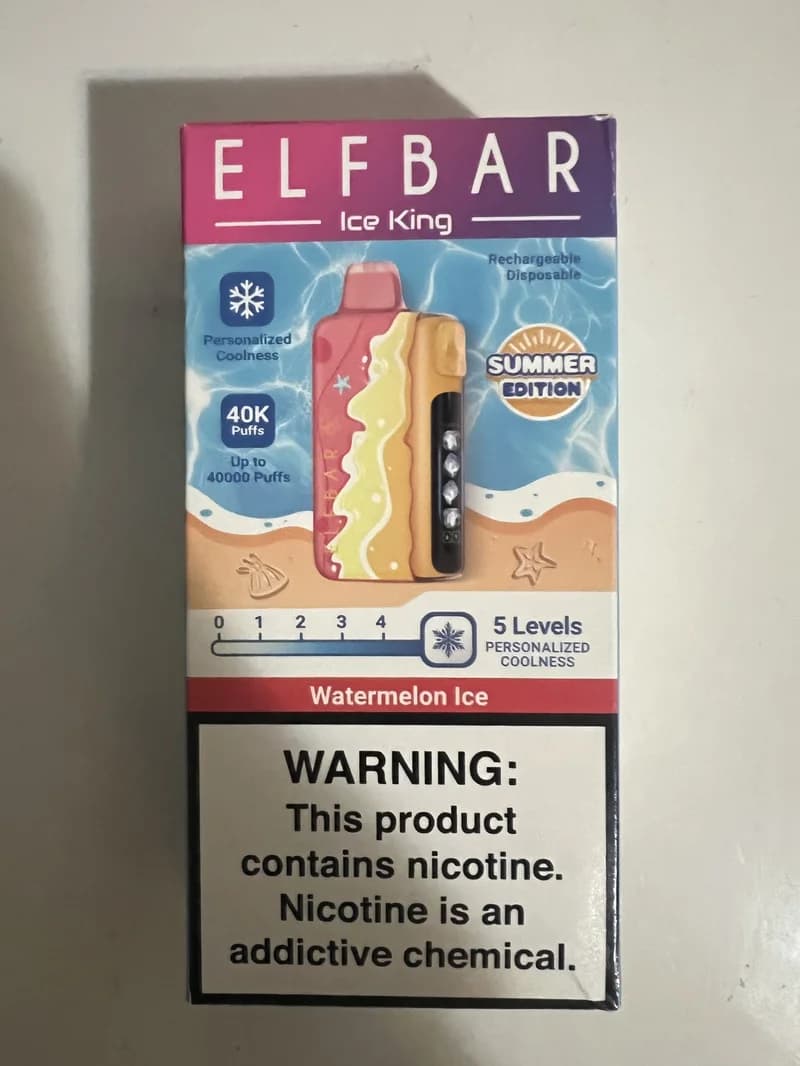 ELFBAR
Ice King
Rechargeable
Disposable
Personalized
Coolness
SUMMER
EDITION
40K
Puffs
Up to
40000 Puffs
ELFBAR
0 1 2 3 4
5 Levels
PERSONALIZED
COOLNESS
Watermelon Ice
WARNING:
This product
contains nicotine.
Nicotine is an
addictive chemical.